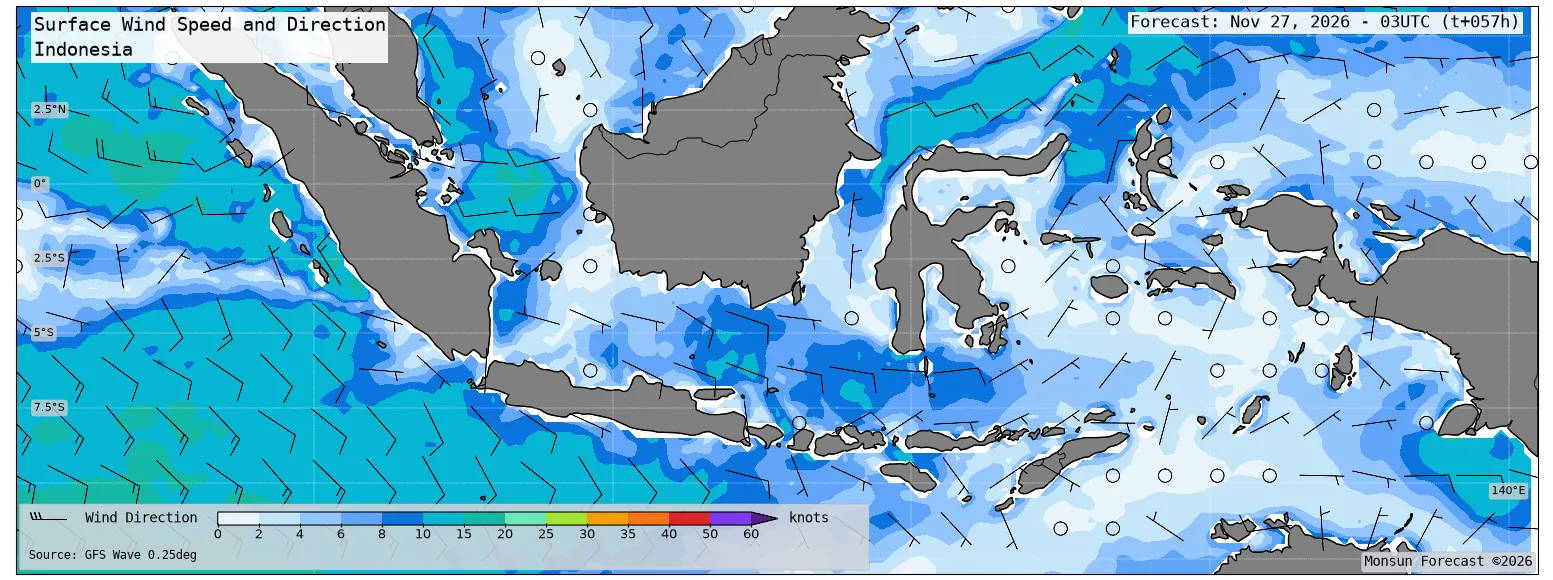 Surface Wind Speed and Direction
Indonesia
Forecast: Nov 27, 2026 - 03UTC (t+057h)
2.5°N
0°
2.5°S
5°S
7.5°S
140°E
Wind Direction
0 2 4 6 8 10 15 20 25 30 35 40 50 60
knots
Source: GFS Wave 0.25deg
Monsun Forecast ©2026